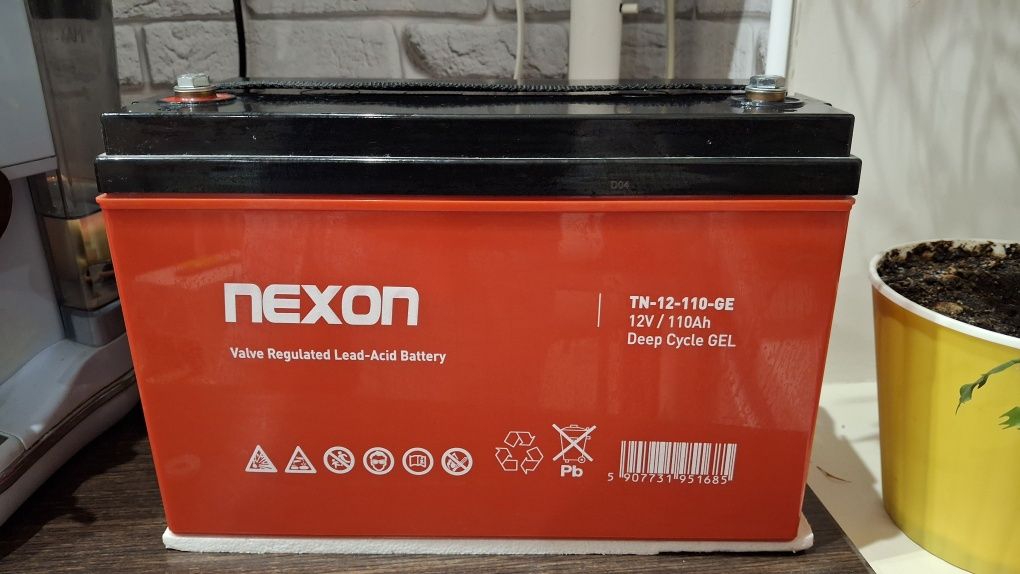 D04
NEXON
Valve Regulated Lead-Acid Battery
TN-12-110-GE
12V / 110Ah
Deep Cycle GEL
Pb
5 907731 951685